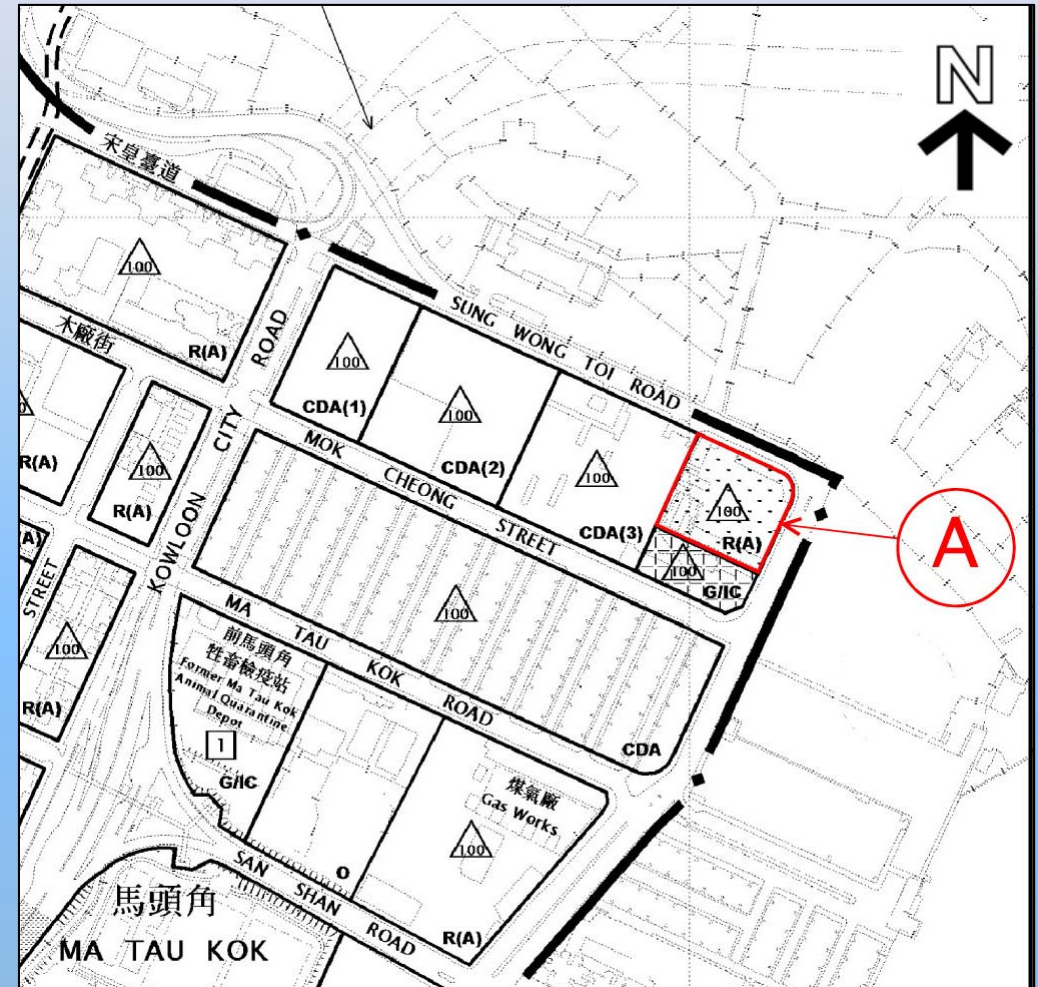 N
宋皇臺道
100
木廠街
R(A)
ROAD
SUNG WONG TOI ROAD
100
CDA(1)
100
CDA(2)
100
CDA(3)
100
R(A)
A
100
G/IC
R(A)
100
R(A)
CITY
KOWLOON
MOK CHEONG STREET
(A)
STREET
100
R(A)
100
CDA
MA TAU KOK ROAD
前馬頭角
牲畜檢疫站
Former Ma Tau Kok
Animal Quarantine
Depot
1
G/IC
煤氣廠
Gas Works
100
R(A)
O
SAN SHAN ROAD
馬頭角
MA TAU KOK